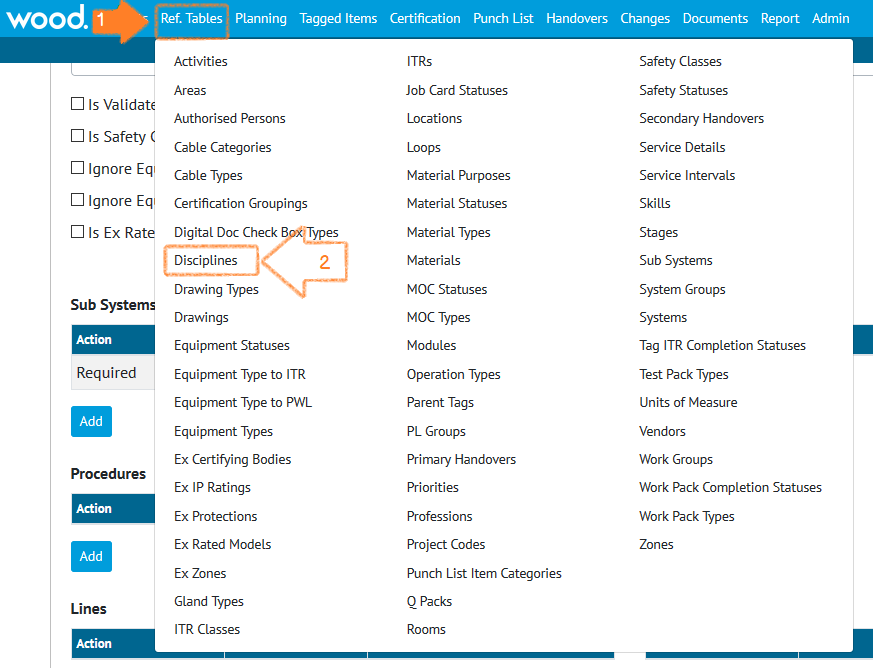 wood. 1 Ref. Tables Planning Tagged Items Certification Punch List Handovers Changes Documents Report Admin
Activities ITRs Safety Classes
Areas Job Card Statuses Safety Statuses
Is Validate
Authorised Persons Locations Secondary Handovers
Is Safety
Cable Categories Loops Service Details
Ignore Equ
Cable Types Material Purposes Service Intervals
Ignore Equ
Certification Groupings Material Statuses Skills
Is Ex Rate
Digital Doc Check Box Types Material Types Stages
Disciplines 2 Materials Sub Systems
Drawing Types MOC Statuses System Groups
Sub Systems
Drawings MOC Types Systems
Action
Equipment Statuses Modules Tag ITR Completion Statuses
Required
Equipment Type to ITR Operation Types Test Pack Types
Equipment Type to PWL Parent Tags Units of Measure
Add
Equipment Types PL Groups Vendors
Ex Certifying Bodies Primary Handovers Work Groups
Procedures
Ex IP Ratings Priorities Work Pack Completion Statuses
Action
Ex Protections Professions Work Pack Types
Ex Rated Models Project Codes Zones
Add
Ex Zones Punch List Item Categories
Gland Types Q Packs
Lines
ITR Classes Rooms
Action